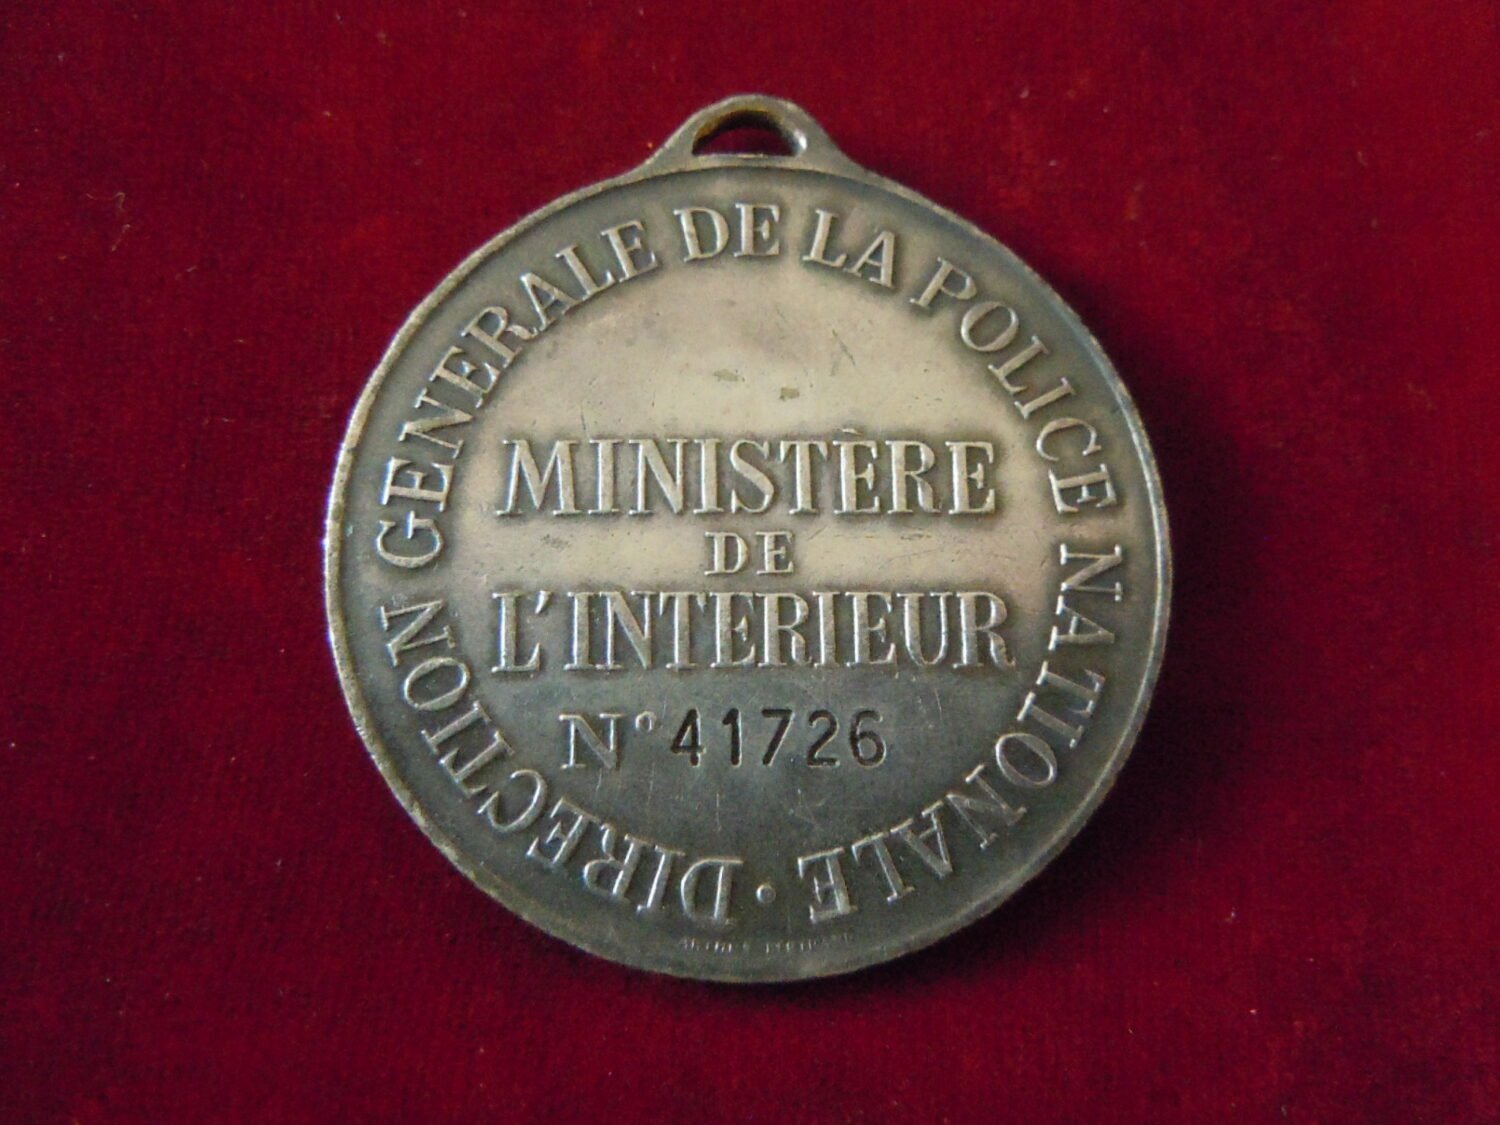 DIRECTION GENERALE DE LA POLICE NATIONALE ·
MINISTÈRE
DE
L'INTERIEUR
N° 41726